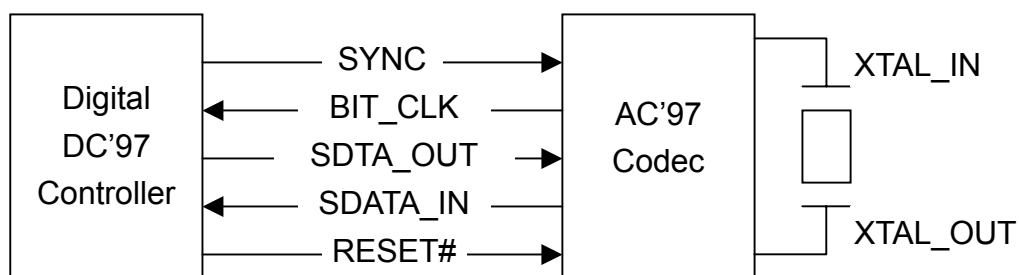 Digital
DC’97
Controller
SYNC
BIT_CLK
SDTA_OUT
SDATA_IN
RESET#
AC’97
Codec
XTAL_IN
XTAL_OUT